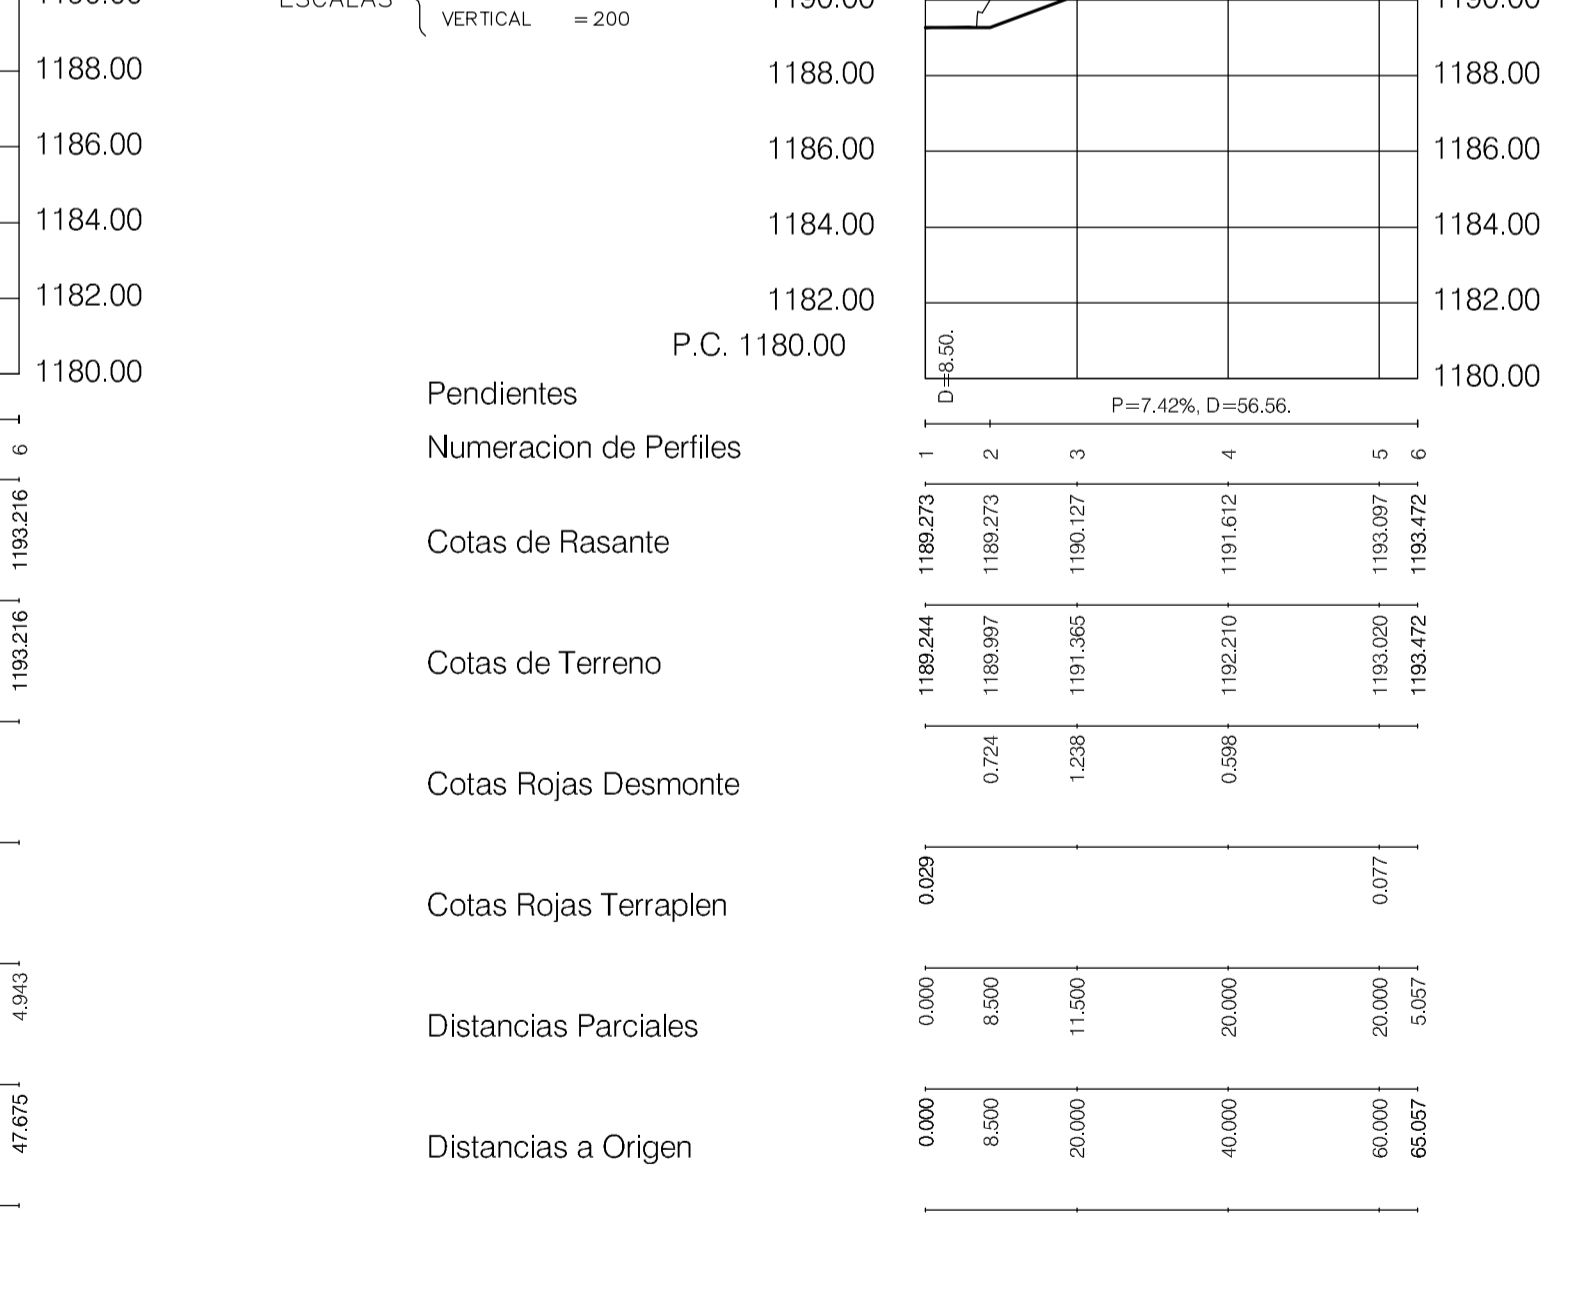 ESCALAS
VERTICAL = 200
1190.00
1188.00
1186.00
1184.00
1182.00
1180.00
6
1193.216
1193.216
4.943
47.675
1190.00
1188.00
1186.00
1184.00
1182.00
P.C. 1180.00
1190.00
1188.00
1186.00
1184.00
1182.00
1180.00
Pendientes
D=8.50.
P=7.42%, D=56.56.
Numeracion de Perfiles
1 2 3 4 5 6
Cotas de Rasante
1189.273 1189.273 1190.127 1191.612 1193.097 1193.472
Cotas de Terreno
1189.244 1189.997 1191.365 1192.210 1193.020 1193.472
Cotas Rojas Desmonte
0.724 1.238 0.598
Cotas Rojas Terraplen
0.029 0.077
Distancias Parciales
0.000 8.500 11.500 20.000 20.000 5.057
Distancias a Origen
0.000 8.500 20.000 40.000 60.000 65.057